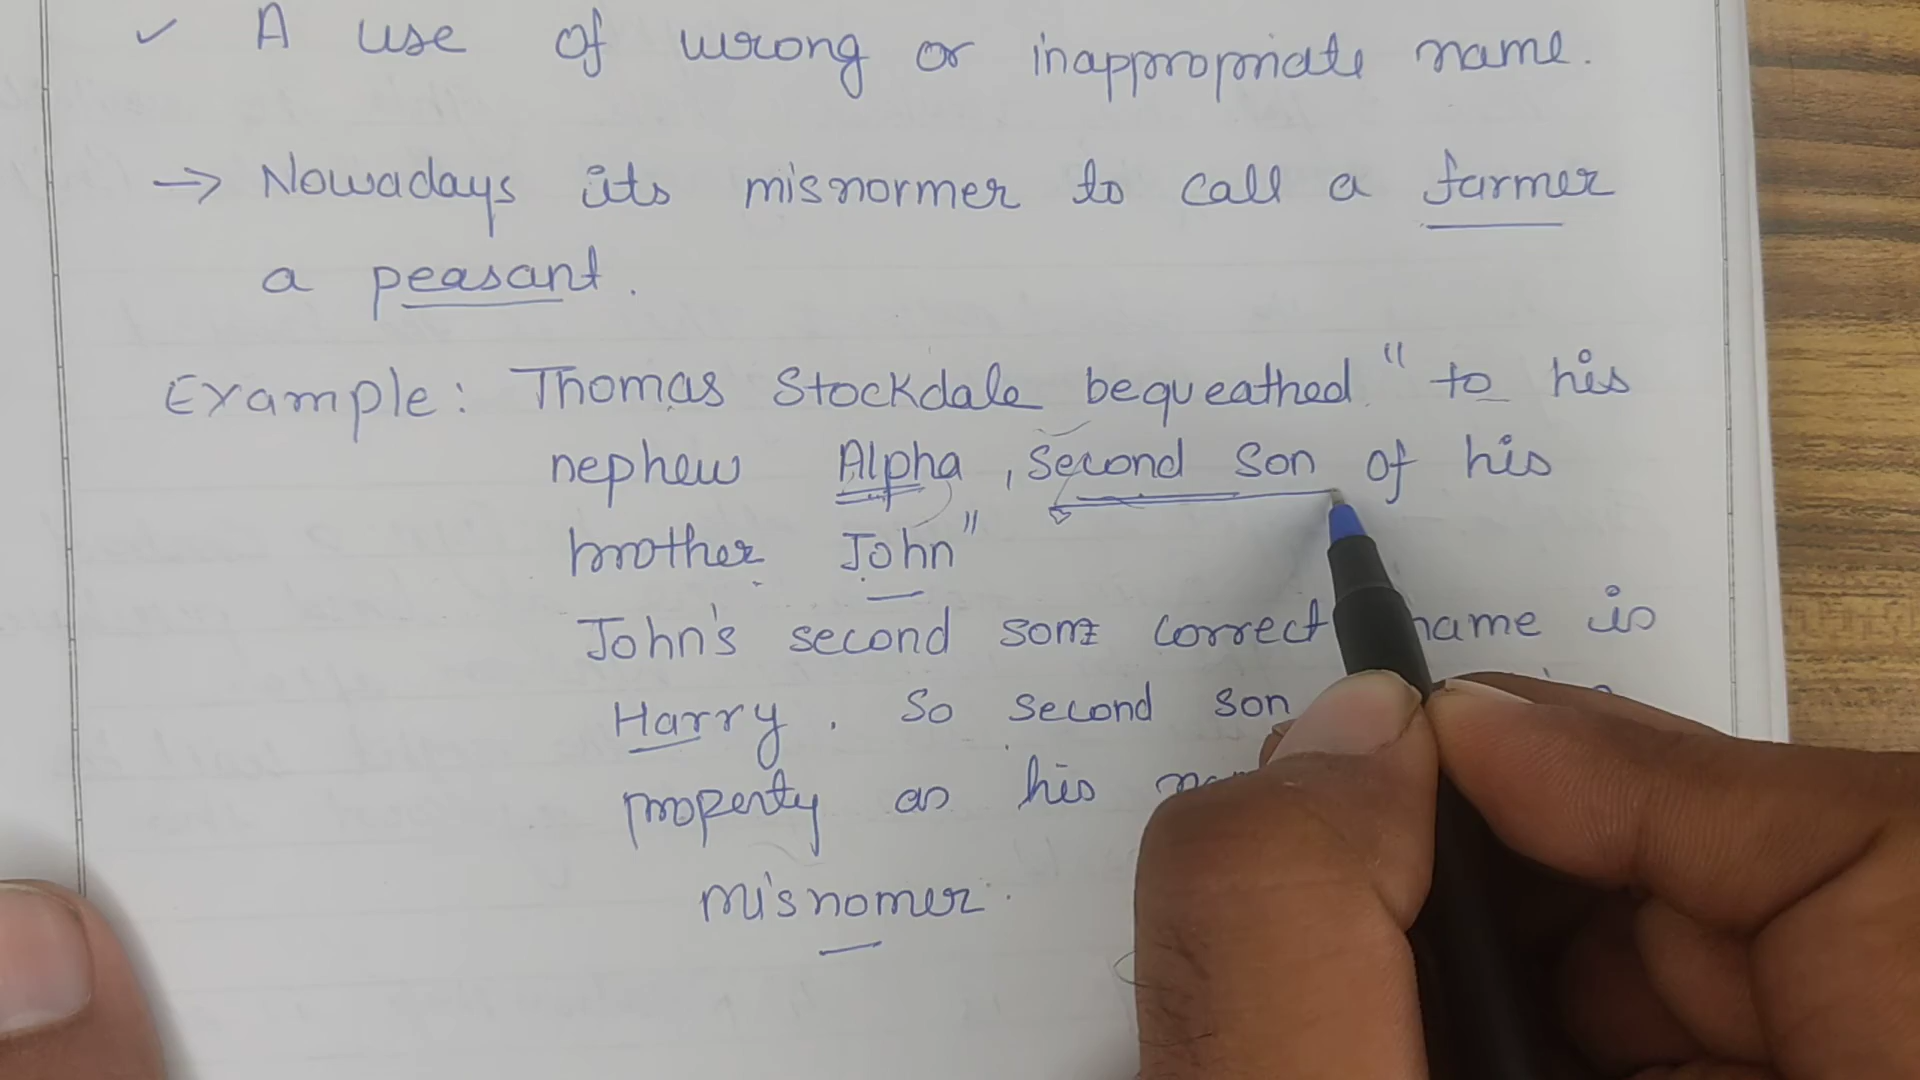 ✓ A use of wrong or inappropriate name.
→ Nowadays its misnormer to call a farmer
a peasant.
Example: Thomas Stockdale bequeathed "to his
nephew Alpha, second son of his
brother John"
John's second son's correct name is
Harry. So second son
property as his
misnomer.